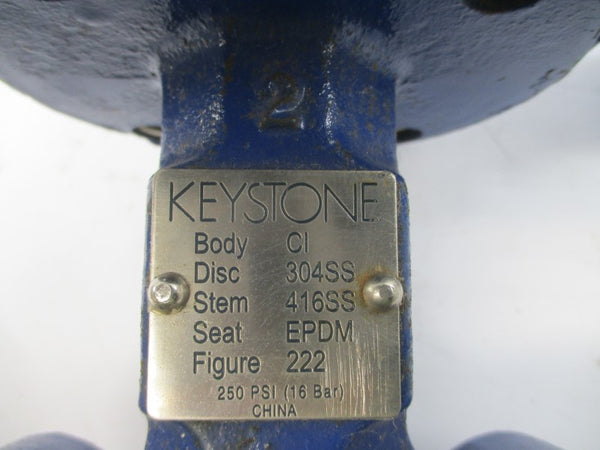 2
KEYSTONE
Body CI
Disc 304SS
Stem 416SS
Seat EPDM
Figure 222
250 PSI (16 Bar)
CHINA